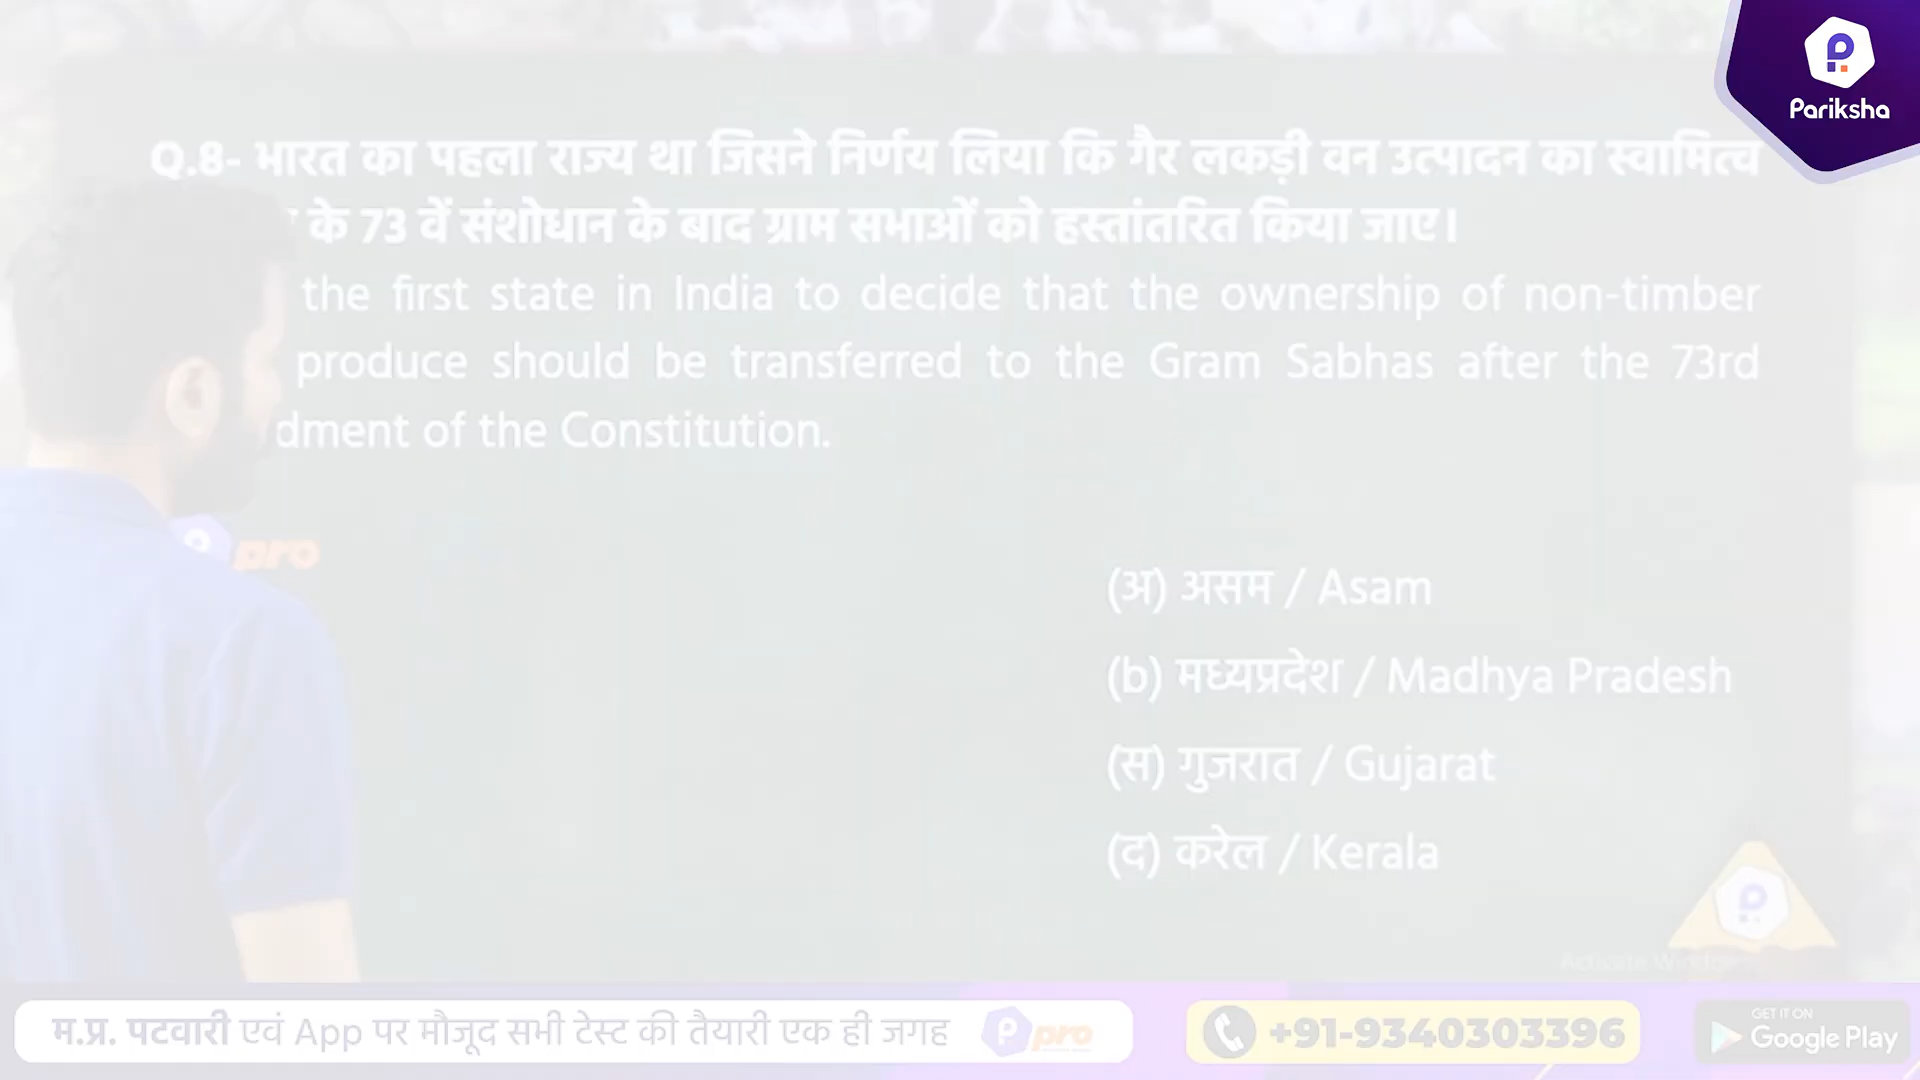 Pariksha
Q.8- भारत का पहला राज्य था जिसने निर्णय लिया कि गैर लकड़ी वन उत्पादन का स्वामित्व
के 73 वें संशोधान के बाद ग्राम सभाओं को हस्तांतरित किया जाए।
the first state in India to decide that the ownership of non-timber
produce should be transferred to the Gram Sabhas after the 73rd
dment of the Constitution.
pro
(अ) असम / Asam
(b) मध्यप्रदेश / Madhya Pradesh
(स) गुजरात / Gujarat
(द) करेल / Kerala
Activate Wind
म.प्र. पटवारी एवं App पर मौजूद सभी टेस्ट की तैयारी एक ही जगह
pro
+91-9340303396
GET IT ON
Google Play